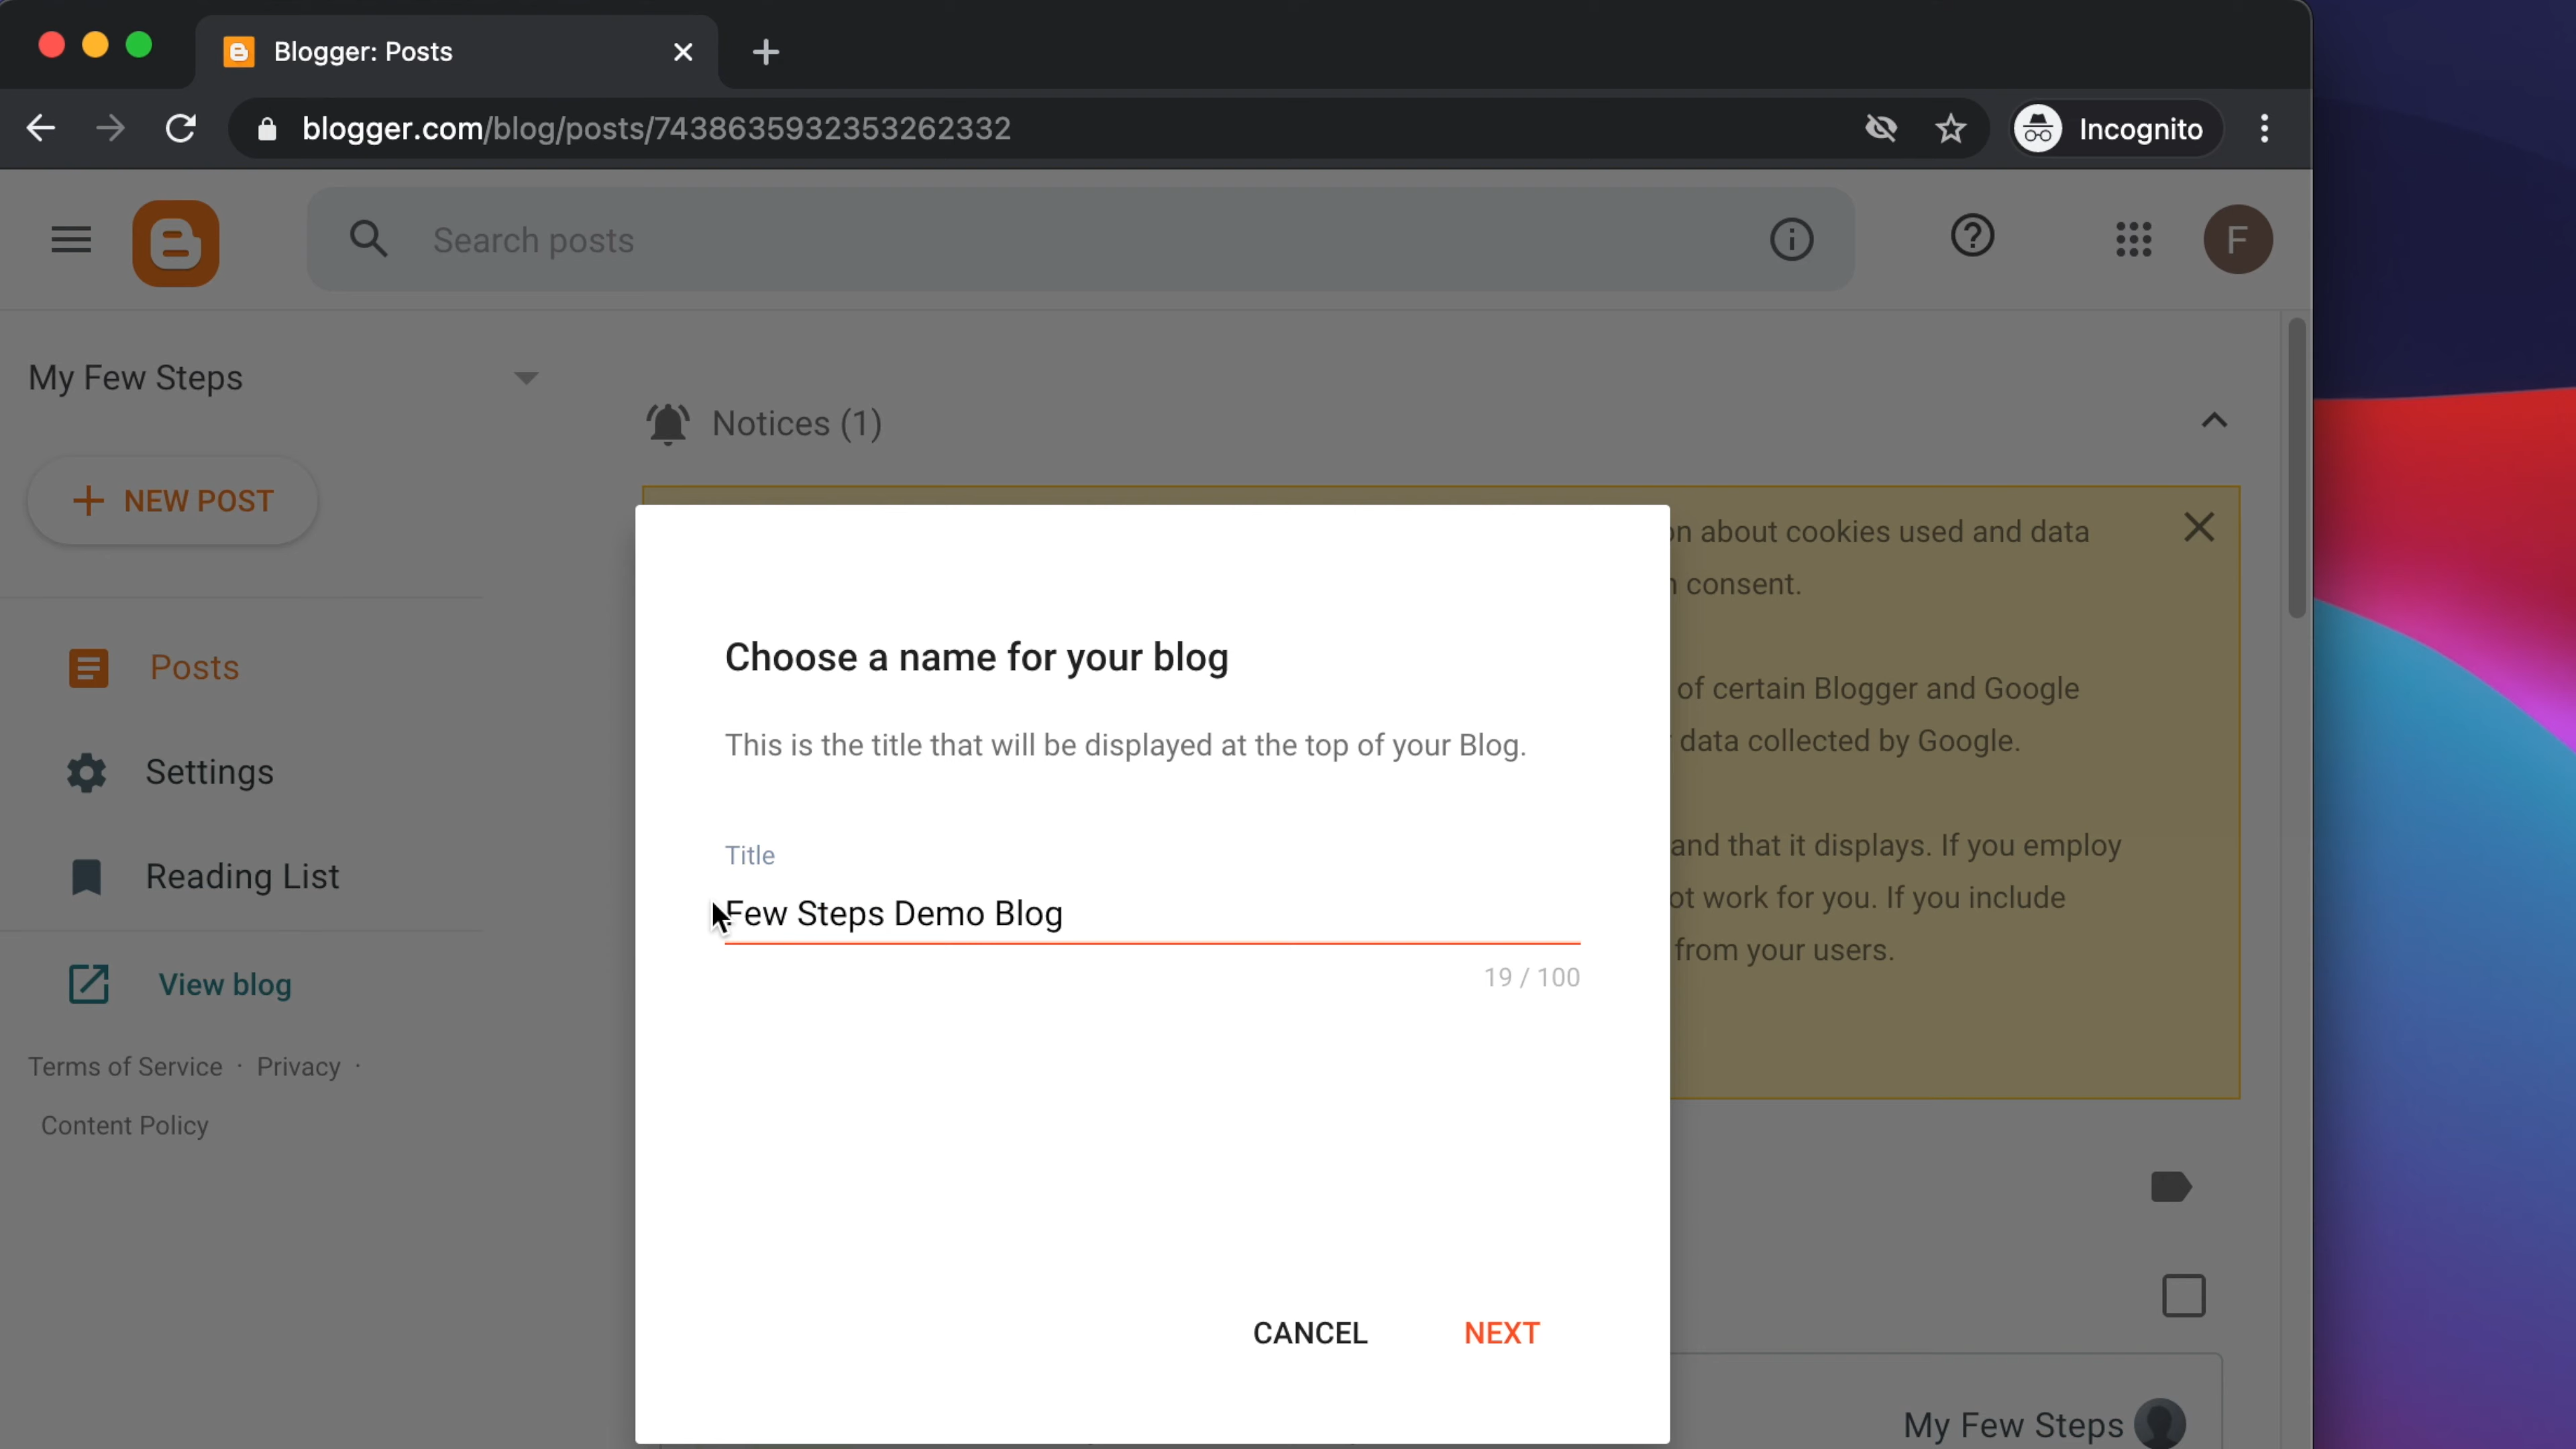 Blogger: Posts
blogger.com/blog/posts/7438635932353262332
Incognito
Search posts
F
My Few Steps
Notices (1)
NEW POST
on about cookies used and data
consent.
Choose a name for your blog
Posts
of certain Blogger and Google
This is the title that will be displayed at the top of your Blog.
data collected by Google.
Settings
Title
and that it displays. If you employ
Reading List
Few Steps Demo Blog
ot work for you. If you include
from your users.
19 / 100
View blog
Terms of Service · Privacy ·
Content Policy
CANCEL
NEXT
My Few Steps